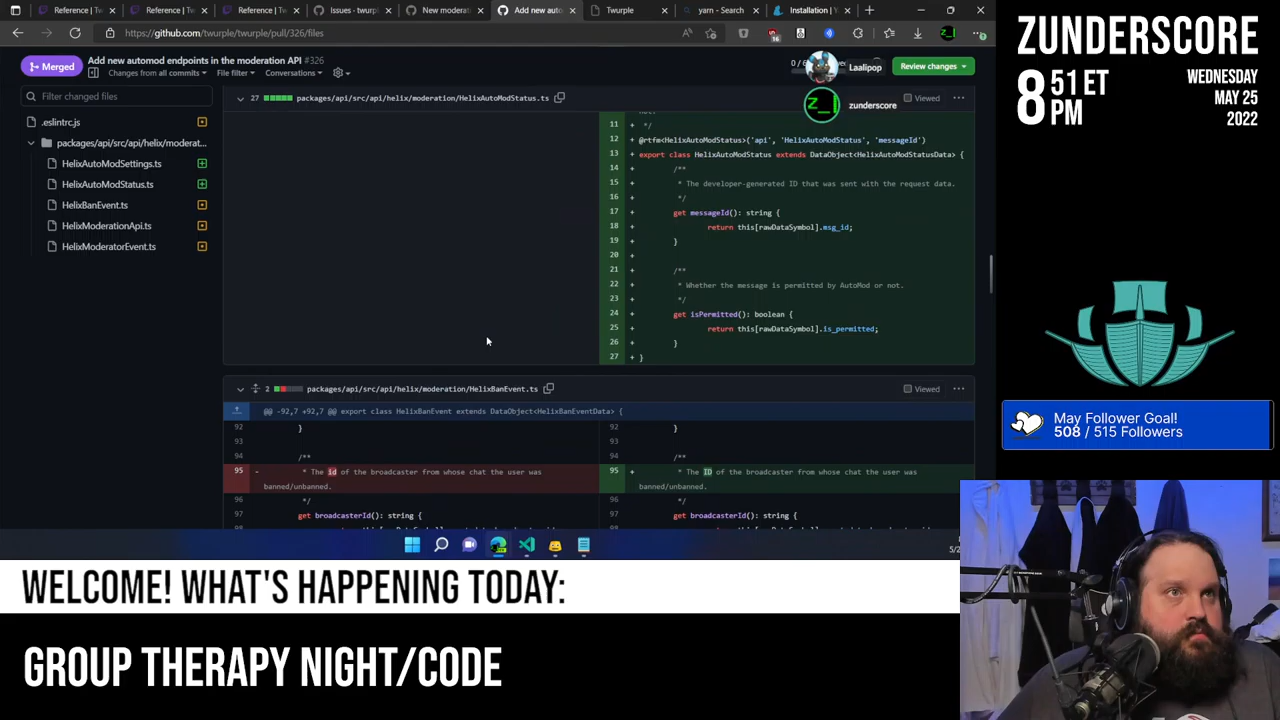 Reference | Tw
Reference | Tw
Reference | Tw
Issues · twurpl
New moderat
Add new auto
Twurple
yarn - Search
Installation | Y
https://github.com/twurple/twurple/pull/326/files
16
Merged
Add new automod endpoints in the moderation API #326
Changes from all commits
File filter
Conversations
Laalipop
Review changes
Filter changed files
27
packages/api/src/api/helix/moderation/HelixAutoModStatus.ts
zunderscore
Viewed
.eslintrc.js
packages/api/src/api/helix/moderat...
HelixAutoModSettings.ts
HelixAutoModStatus.ts
HelixBanEvent.ts
HelixModerationApi.ts
HelixModeratorEvent.ts
11 + */
12 + @rtfm<HelixAutoModStatus>('api', 'HelixAutoModStatus', 'messageId')
13 + export class HelixAutoModStatus extends DataObject<HelixAutoModStatusData> {
14 + /**
15 + * The developer-generated ID that was sent with the request data.
16 + */
17 + get messageId(): string {
18 + return this[rawDataSymbol].msg_id;
19 + }
20 +
21 + /**
22 + * Whether the message is permitted by AutoMod or not.
23 + */
24 + get isPermitted(): boolean {
25 + return this[rawDataSymbol].is_permitted;
26 + }
27 + }
2
packages/api/src/api/helix/moderation/HelixBanEvent.ts
Viewed
@@ -92,7 +92,7 @@ export class HelixBanEvent extends DataObject<HelixBanEventData> {
92 }
93
94 /**
95 - * The id of the broadcaster from whose chat the user was
banned/unbanned.
96 */
97 get broadcasterId(): string {
92 }
93
94 /**
95 + * The ID of the broadcaster from whose chat the user was
banned/unbanned.
96 */
97 get broadcasterId(): string {
ZUNDERSCORE
8 51 ET
PM
WEDNESDAY
MAY 25
2022
May Follower Goal!
508 / 515 Followers
WELCOME! WHAT'S HAPPENING TODAY:
GROUP THERAPY NIGHT/CODE